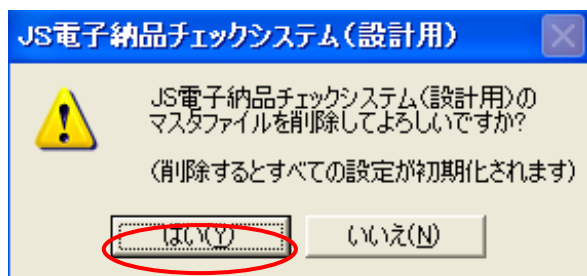 JS電子納品チェックシステム(設計用)
JS電子納品チェックシステム(設計用)の
マスタファイルを削除してよろしいですか?
(削除するとすべての設定が初期化されます)
はい(Y)
いいえ(N)